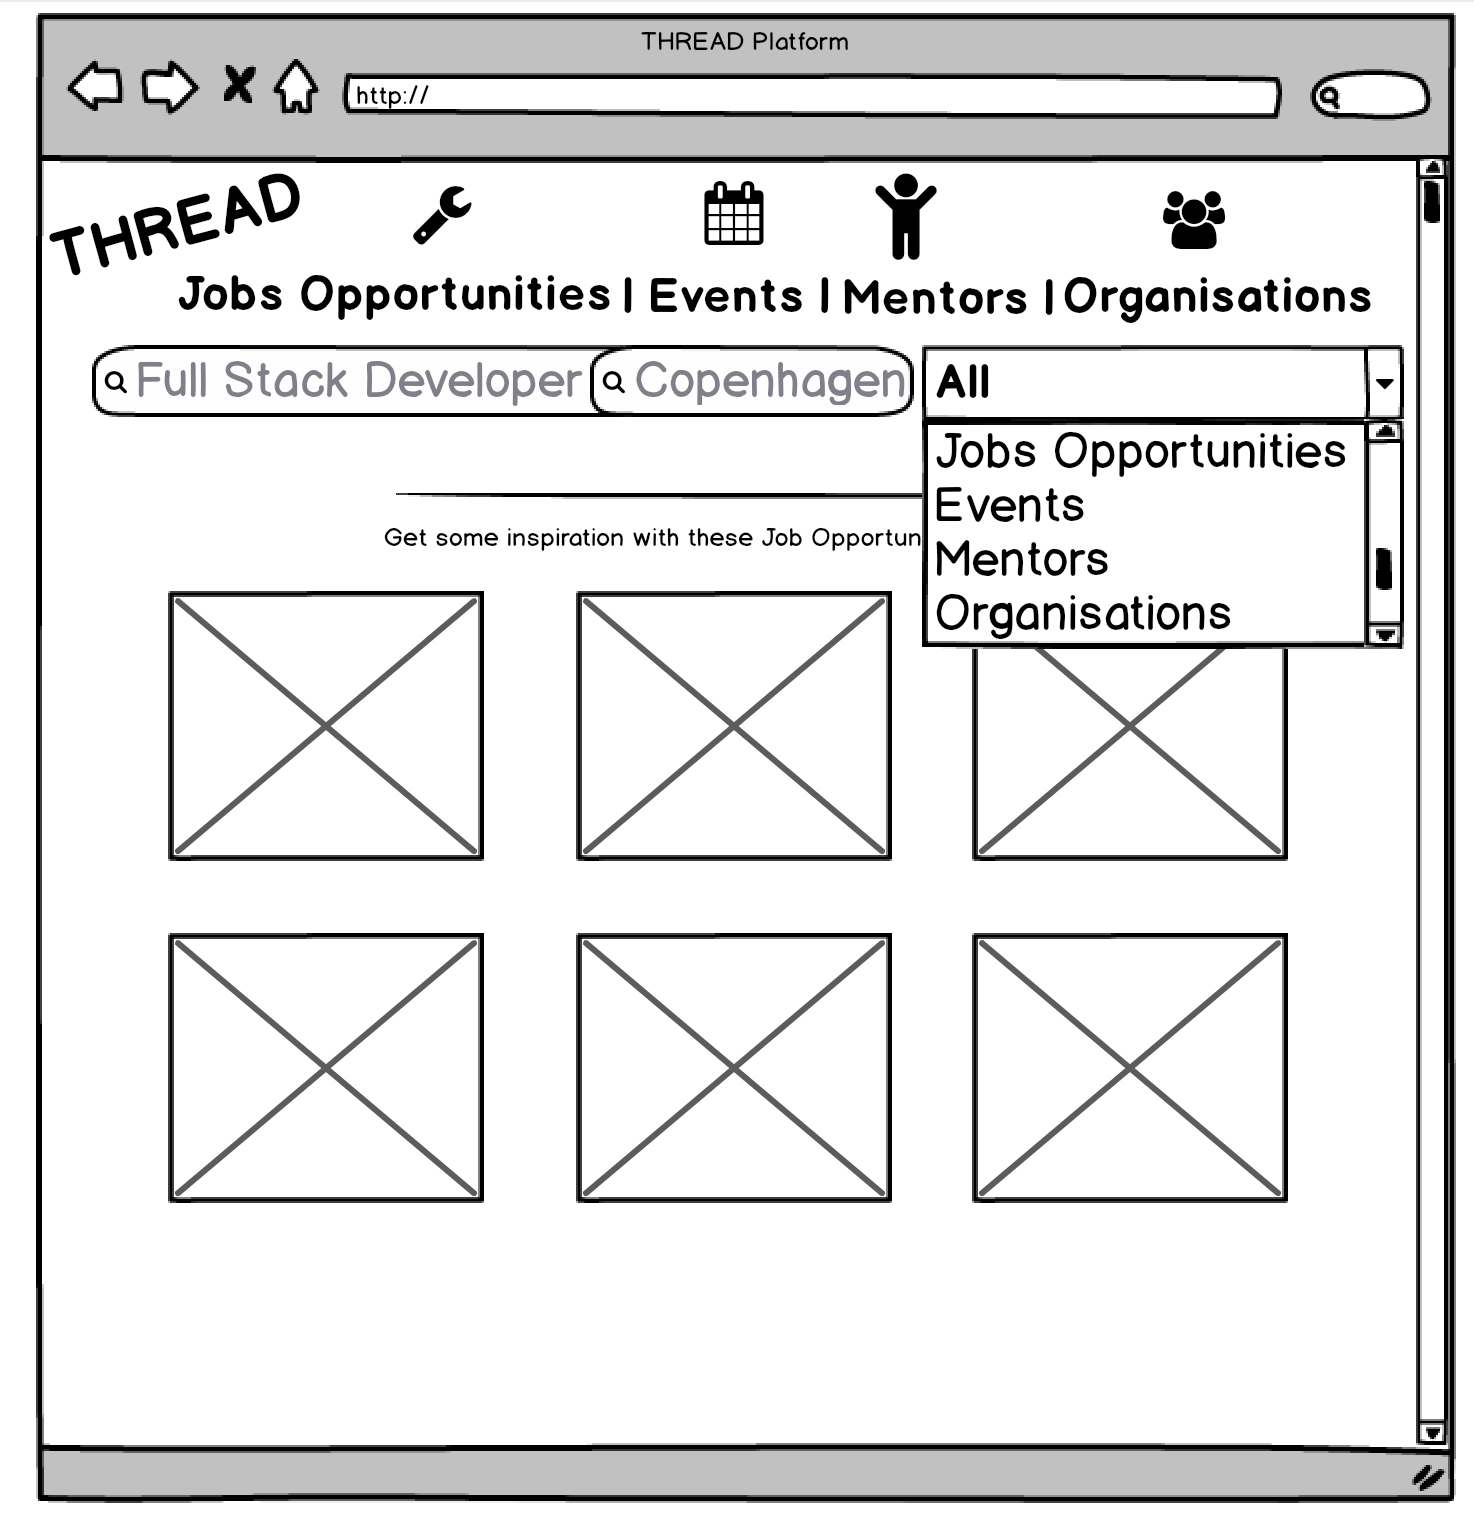 THREAD Platform
http://
THREAD
Jobs Opportunities | Events | Mentors | Organisations
Full Stack Developer Copenhagen All
Jobs Opportunities
Events
Mentors
Organisations
Get some inspiration with these Job Opportun